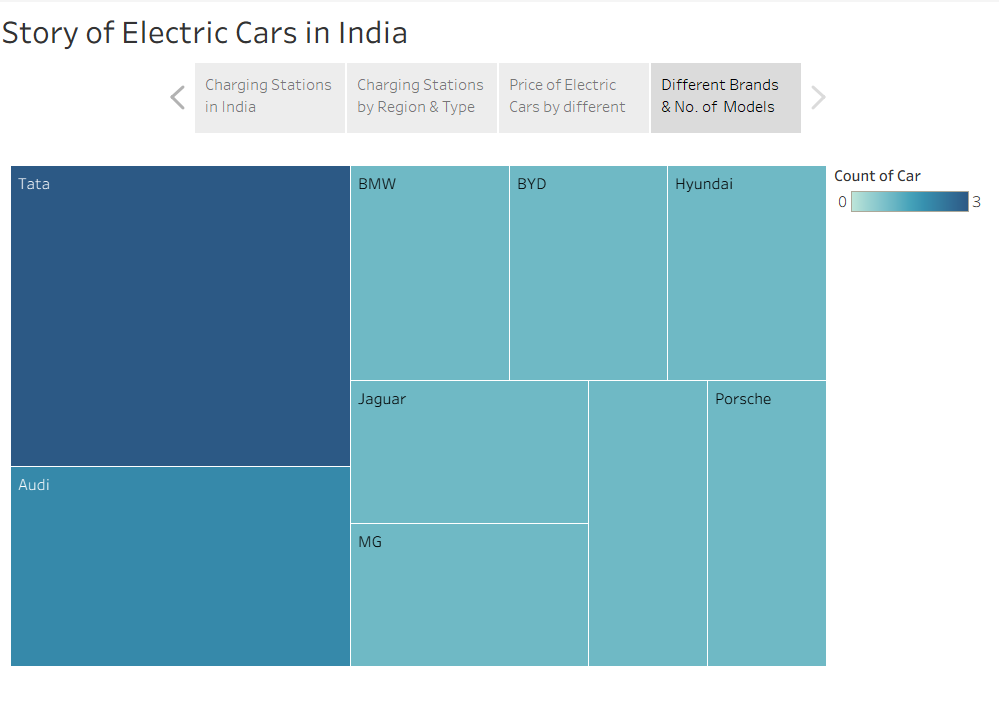 Story of Electric Cars in India
Charging Stations
in India
Charging Stations
by Region & Type
Price of Electric
Cars by different
Different Brands
& No. of Models
Tata
BMW
BYD
Hyundai
Count of Car
0
3
Jaguar
Porsche
Audi
MG